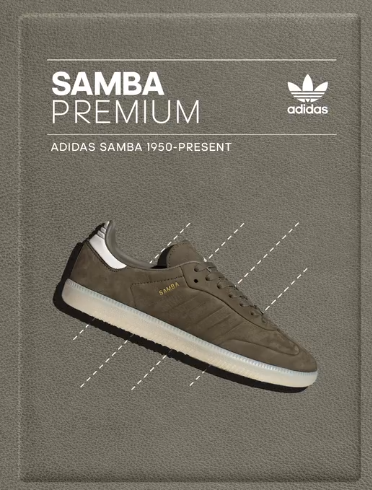 SAMBA
PREMIUM
adidas
ADIDAS SAMBA 1950-PRESENT
SAMBA